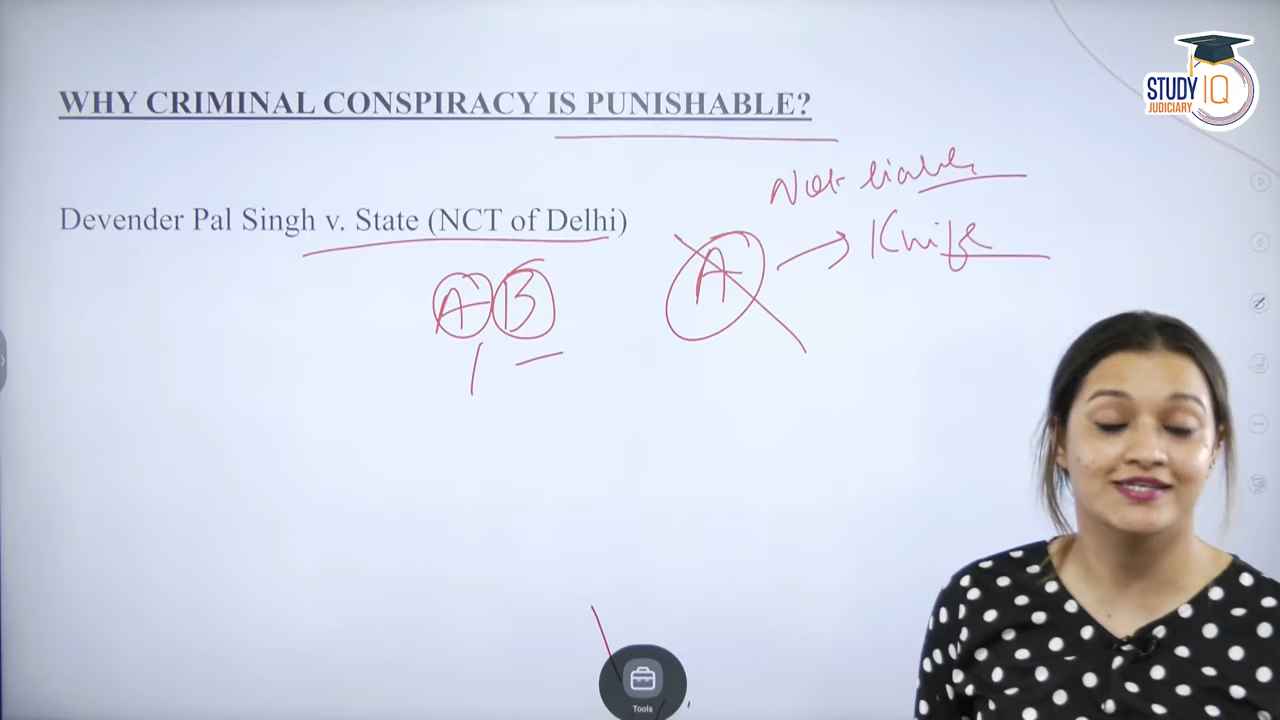 WHY CRIMINAL CONSPIRACY IS PUNISHABLE?
STUDY IQ
JUDICIARY
Not liable
Devender Pal Singh v. State (NCT of Delhi)
A → Knife
A B
Tools